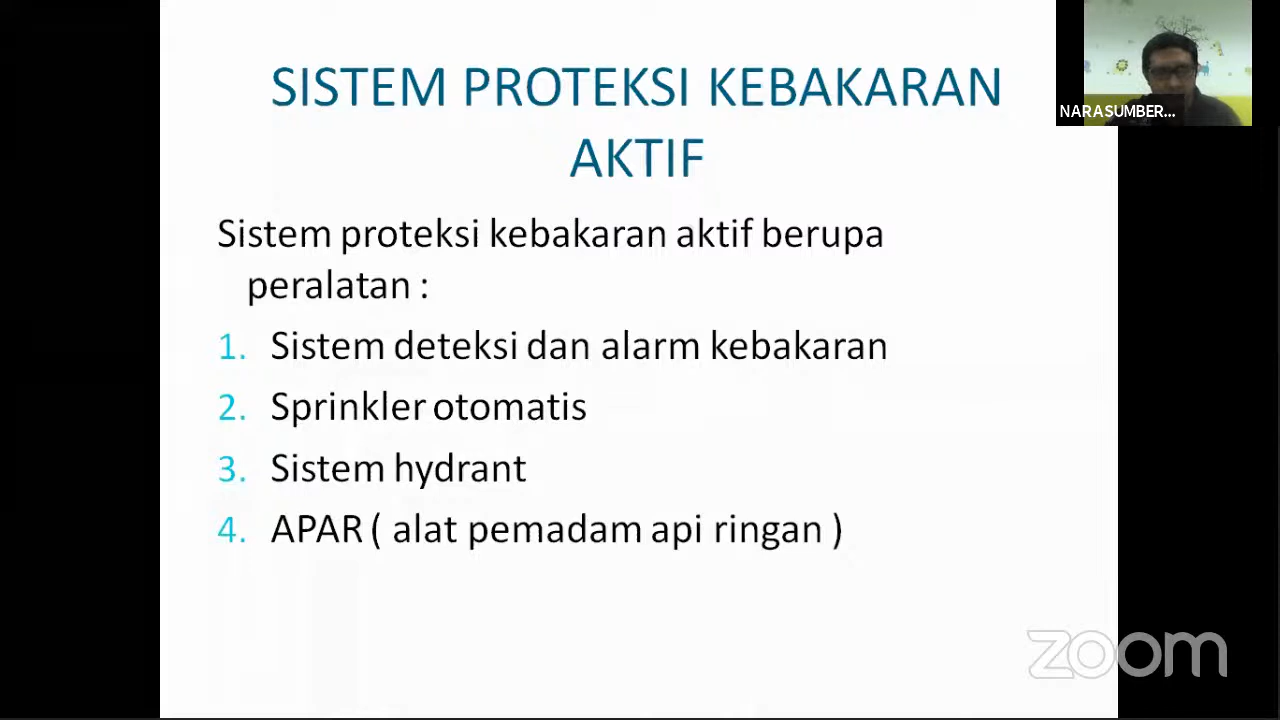 SISTEM PROTEKSI KEBAKARAN
AKTIF
NARASUMBER...
Sistem proteksi kebakaran aktif berupa
peralatan :
1. Sistem deteksi dan alarm kebakaran
2. Sprinkler otomatis
3. Sistem hydrant
4. APAR ( alat pemadam api ringan )
zoom